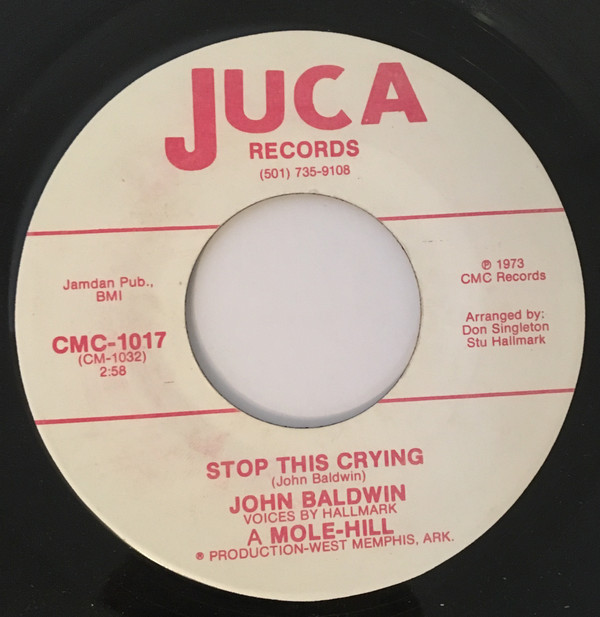 JUCA
RECORDS
(501) 735-9108
Jamdan Pub.,
BMI
CMC-1017
(CM-1032)
2:58
℗ 1973
CMC Records
Arranged by:
Don Singleton
Stu Hallmark
STOP THIS CRYING
(John Baldwin)
JOHN BALDWIN
VOICES BY HALLMARK
A MOLE-HILL
® PRODUCTION-WEST MEMPHIS, ARK.